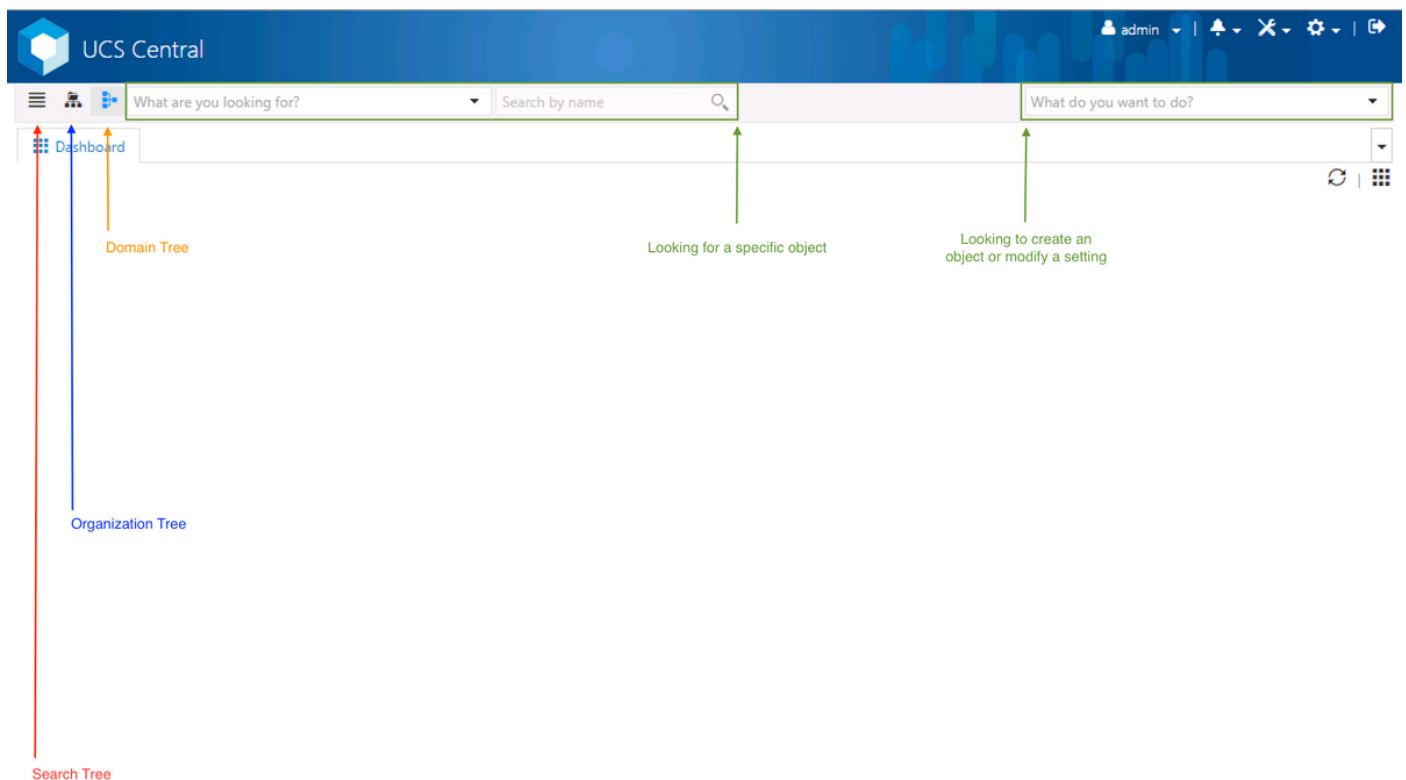 UCS Central
admin
What are you looking for?
Search by name
What do you want to do?
Dashboard
Domain Tree
Looking for a specific object
Looking to create an
object or modify a setting
Organization Tree
Search Tree